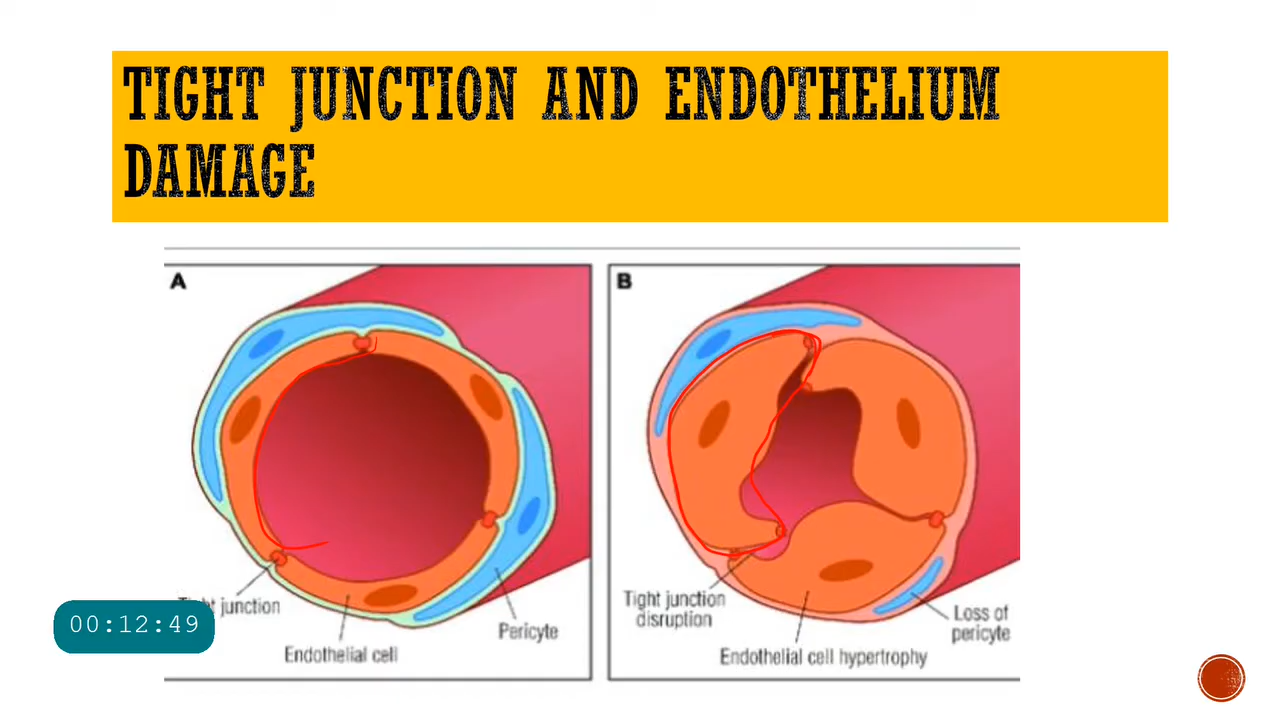 TIGHT JUNCTION AND ENDOTHELIUM
DAMAGE
A
B
junction
Endothelial cell
Pericyte
Tight junction
disruption
Endothelial cell hypertrophy
Loss of
pericyte
00:12:49